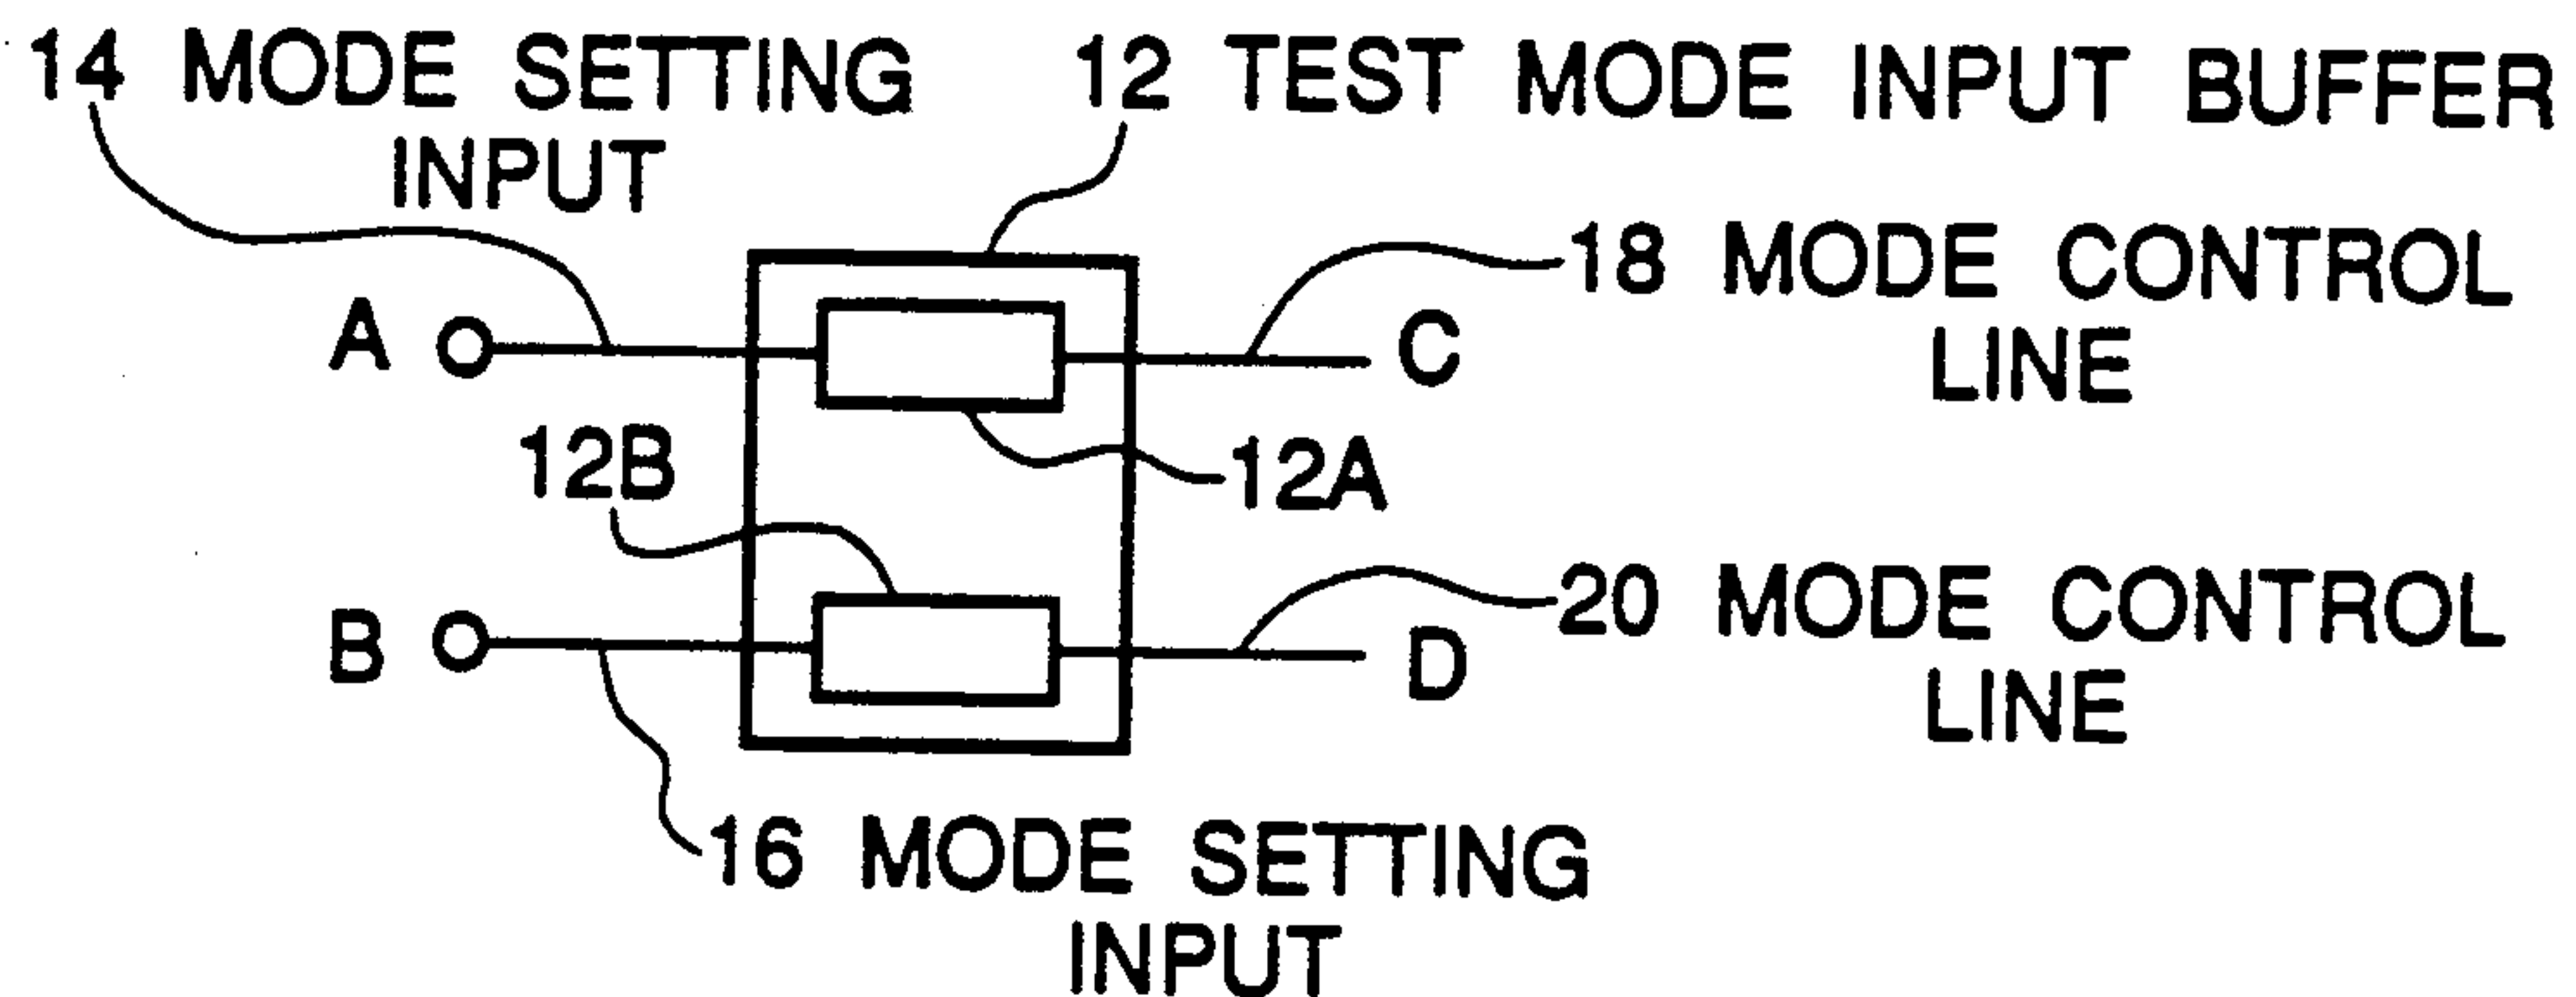 14 MODE SETTING
INPUT
12 TEST MODE INPUT BUFFER
18 MODE CONTROL
LINE
A
C
12B
12A
20 MODE CONTROL
LINE
B
D
16 MODE SETTING
INPUT